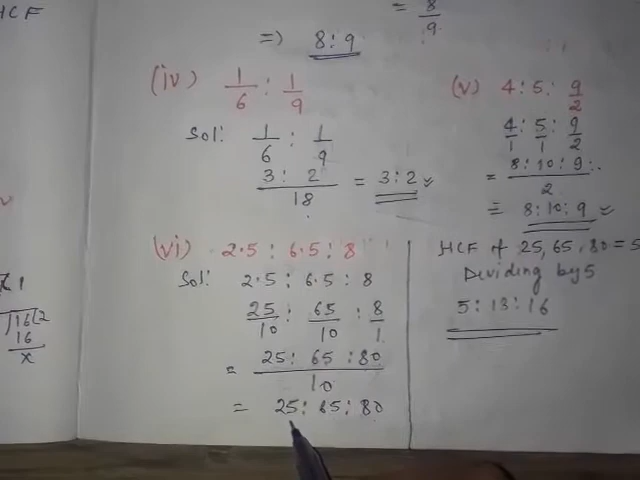 HCF
= 8/9
=) 8:9
(iv) 1/6 : 1/9
Sol: 1/6 : 1/9
3: 2/18 = 3:2
(v) 4:5: 9/2
4/1 : 5/1 : 9/2
= 8:10:9/2
= 8:10:9
(vi) 2.5 : 6.5 : 8
Sol: 2.5 : 6.5 : 8
25/10 : 65/10 : 8/1
= 25: 65 :80/10
= 25: 65: 80
HCF of 25, 65, 80 = 5
Dividing by 5
5:13:16
16
16
x